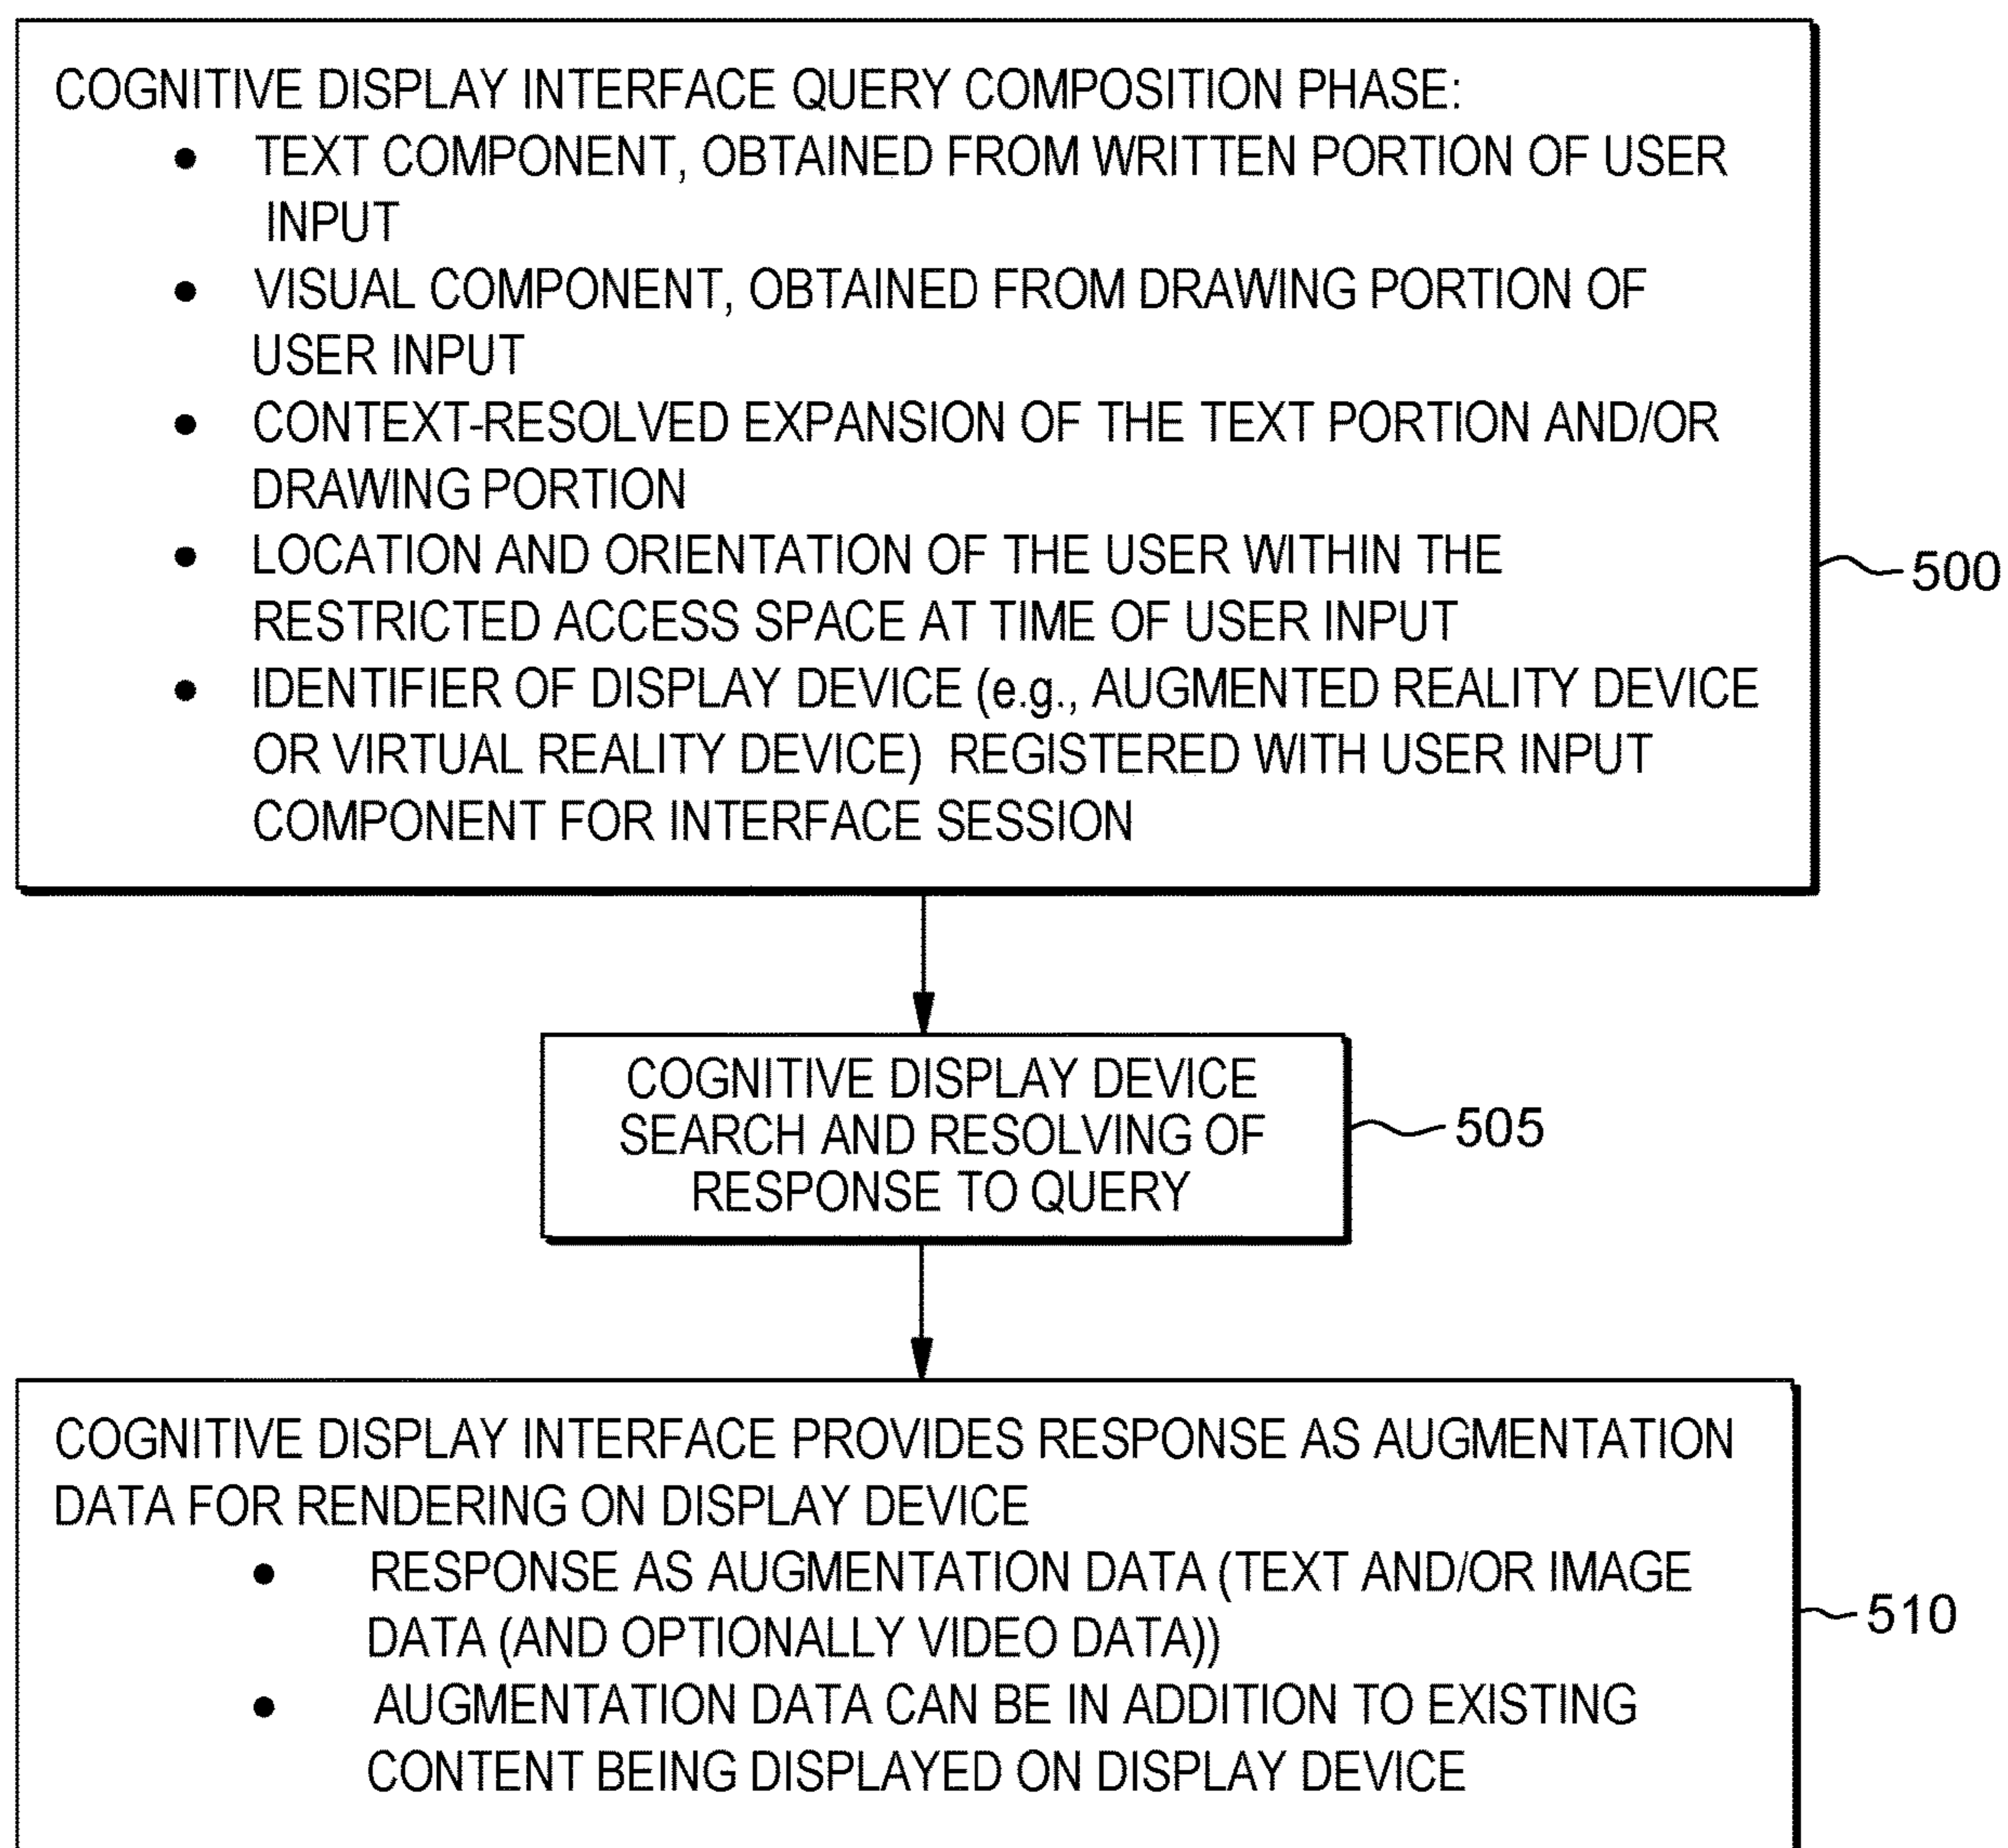 COGNITIVE DISPLAY INTERFACE QUERY COMPOSITION PHASE:
● TEXT COMPONENT, OBTAINED FROM WRITTEN PORTION OF USER
INPUT
● VISUAL COMPONENT, OBTAINED FROM DRAWING PORTION OF
USER INPUT
● CONTEXT-RESOLVED EXPANSION OF THE TEXT PORTION AND/OR
DRAWING PORTION
● LOCATION AND ORIENTATION OF THE USER WITHIN THE
RESTRICTED ACCESS SPACE AT TIME OF USER INPUT
● IDENTIFIER OF DISPLAY DEVICE (e.g., AUGMENTED REALITY DEVICE
OR VIRTUAL REALITY DEVICE) REGISTERED WITH USER INPUT
COMPONENT FOR INTERFACE SESSION
500
COGNITIVE DISPLAY DEVICE
SEARCH AND RESOLVING OF
RESPONSE TO QUERY
505
COGNITIVE DISPLAY INTERFACE PROVIDES RESPONSE AS AUGMENTATION
DATA FOR RENDERING ON DISPLAY DEVICE
● RESPONSE AS AUGMENTATION DATA (TEXT AND/OR IMAGE
DATA (AND OPTIONALLY VIDEO DATA))
● AUGMENTATION DATA CAN BE IN ADDITION TO EXISTING
CONTENT BEING DISPLAYED ON DISPLAY DEVICE
510